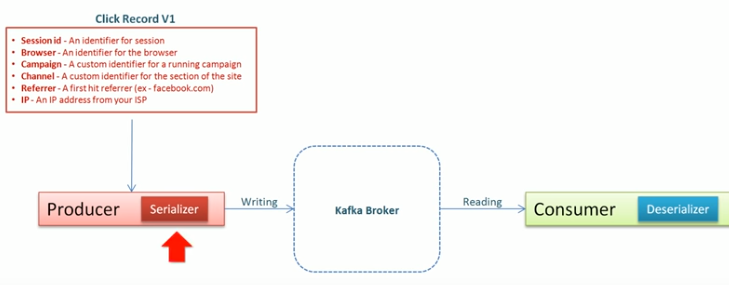 Click Record V1
• Session id - An identifier for session
• Browser - An identifier for the browser
• Campaign - A custom identifier for a running campaign
• Channel - A custom identifier for the section of the site
• Referrer - A first hit referrer (ex - facebook.com)
• IP - An IP address from your ISP
Producer
Serializer
Writing
Kafka Broker
Reading
Consumer
Deserializer